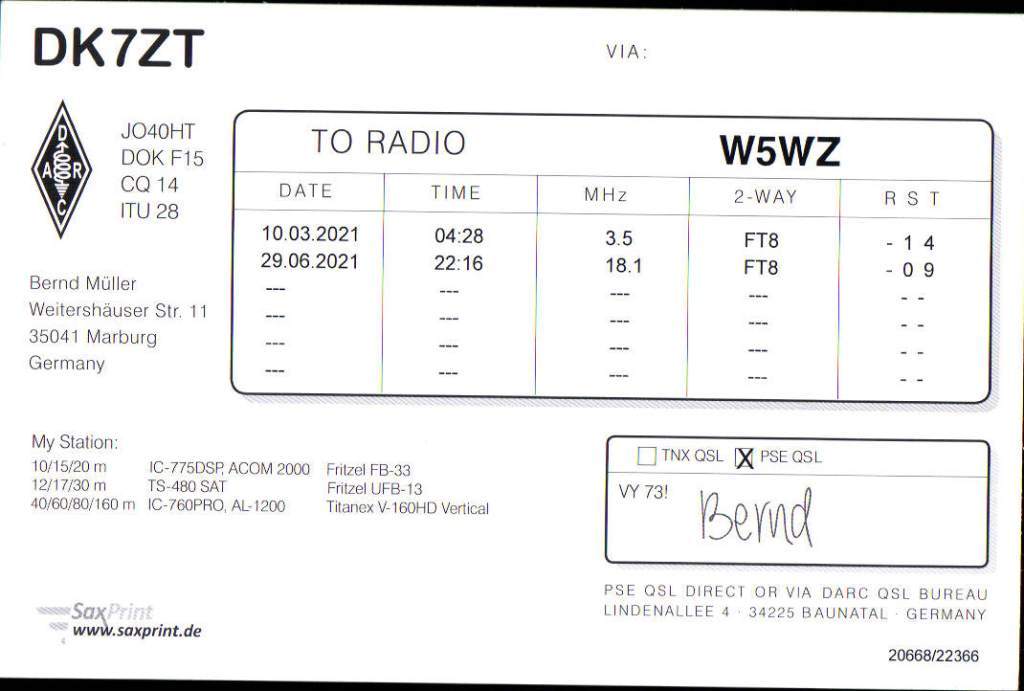 DK7ZT
VIA:
D
A R
C
JO40HT
DOK F15
CQ 14
ITU 28
Bernd Müller
Weitershäuser Str. 11
35041 Marburg
Germany
TO RADIO W5WZ
DATE TIME MHz 2-WAY R S T
10.03.2021 04:28 3.5 FT8 - 1 4
29.06.2021 22:16 18.1 FT8 - 0 9
--- --- --- --- - -
--- --- --- --- - -
--- --- --- --- - -
--- --- --- --- - -
My Station:
10/15/20 m IC-775DSP, ACOM 2000 Fritzel FB-33
12/17/30 m TS-480 SAT Fritzel UFB-13
40/60/80/160 m IC-760PRO, AL-1200 Titanex V-160HD Vertical
TNX QSL X PSE QSL
VY 73!
Bernd
PSE QSL DIRECT OR VIA DARC QSL BUREAU
LINDENALLEE 4 · 34225 BAUNATAL · GERMANY
SaxPrint
www.saxprint.de
20668/22366